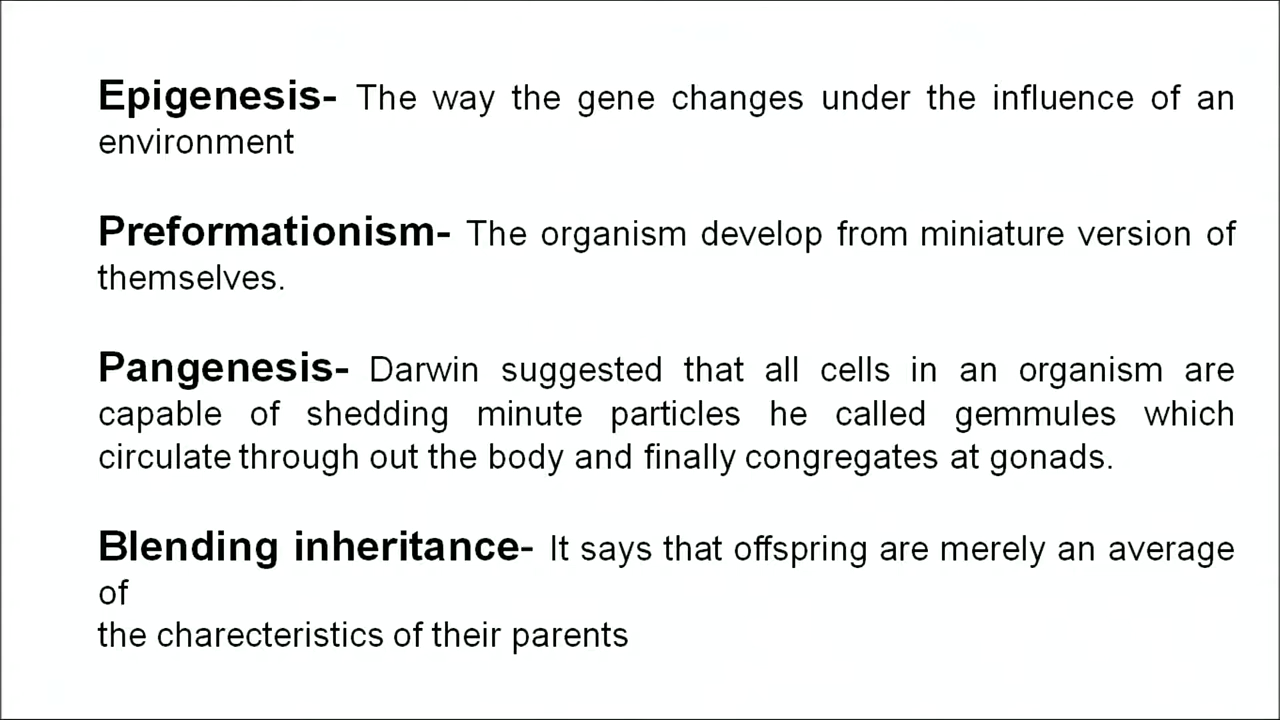 Epigenesis- The way the gene changes under the influence of an
environment
Preformationism- The organism develop from miniature version of
themselves.
Pangenesis- Darwin suggested that all cells in an organism are
capable of shedding minute particles he called gemmules which
circulate through out the body and finally congregates at gonads.
Blending inheritance- It says that offspring are merely an average
of
the charecteristics of their parents